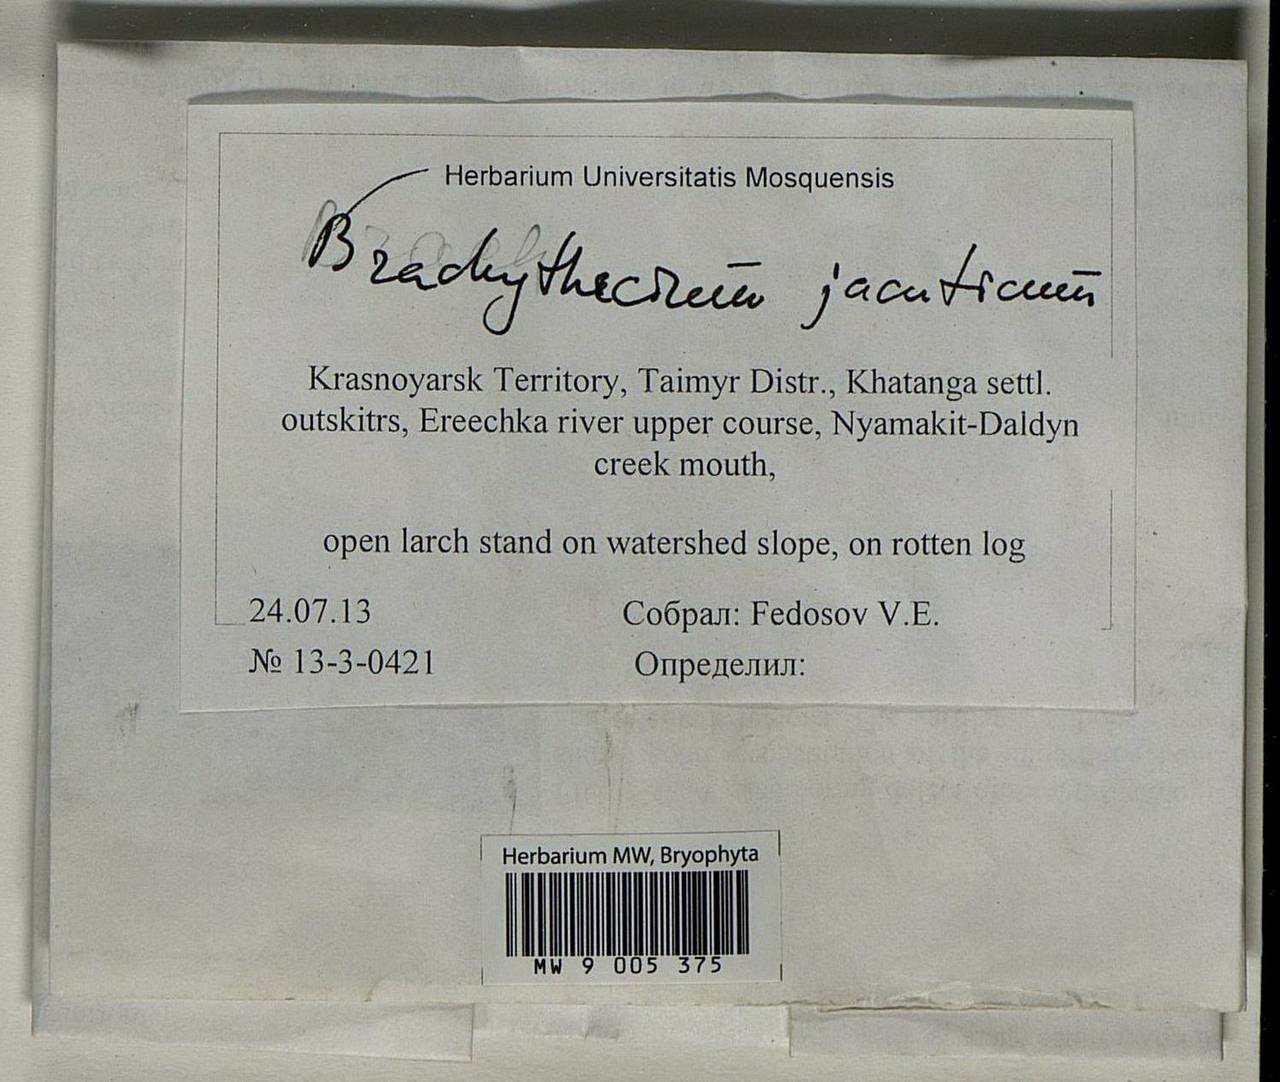 Herbarium Universitatis Mosquensis
Brachythecium jacuticum
Krasnoyarsk Territory, Taimyr Distr., Khatanga settl.
outskitrs, Ereechka river upper course, Nyamakit-Daldyn
creek mouth,
open larch stand on watershed slope, on rotten log
24.07.13 Собрал: Fedosov V.E.
№ 13-3-0421 Определил:
Herbarium MW, Bryophyta
MW 9 005 375